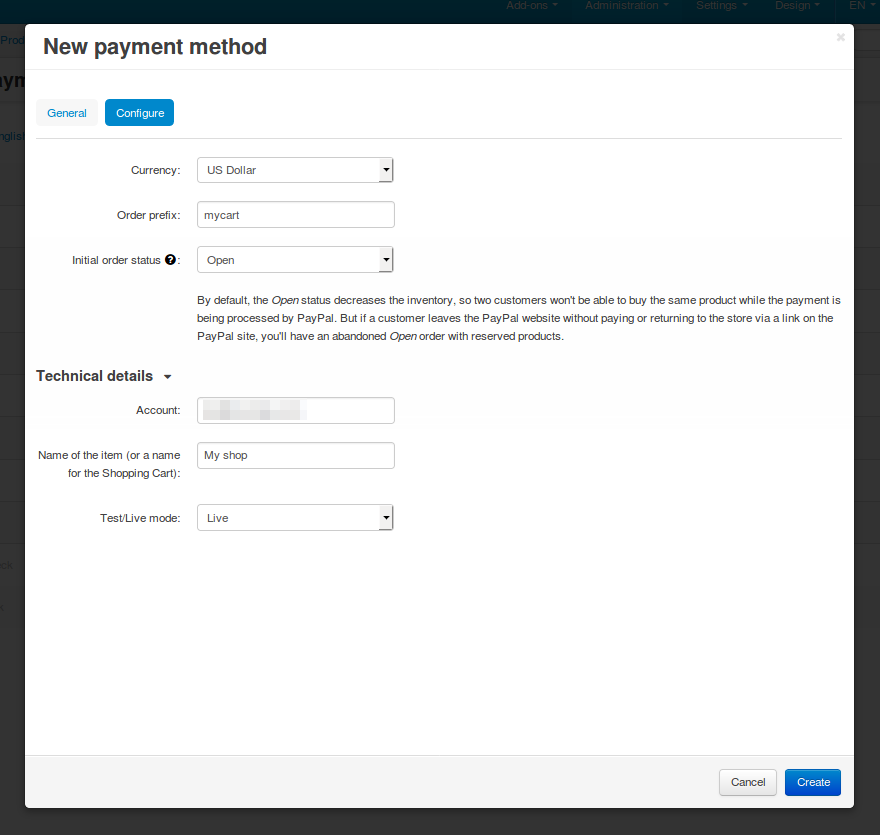 Add-ons Administration Settings Design EN
New payment method
General Configure
Currency: US Dollar
Order prefix: mycart
Initial order status ?: Open
By default, the Open status decreases the inventory, so two customers won't be able to buy the same product while the payment is
being processed by PayPal. But if a customer leaves the PayPal website without paying or returning to the store via a link on the
PayPal site, you'll have an abandoned Open order with reserved products.
Technical details
Account:
Name of the item (or a name
for the Shopping Cart): My shop
Test/Live mode: Live
Cancel Create